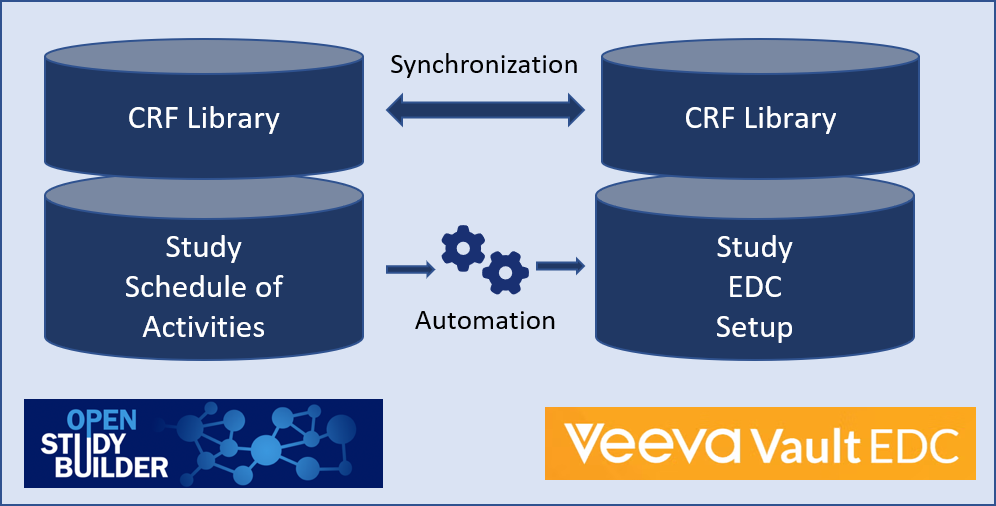 Synchronization
CRF Library
CRF Library
Study
Schedule of
Activities
Automation
Study
EDC
Setup
OPEN
STUDY
BUILDER
Veeva Vault EDC